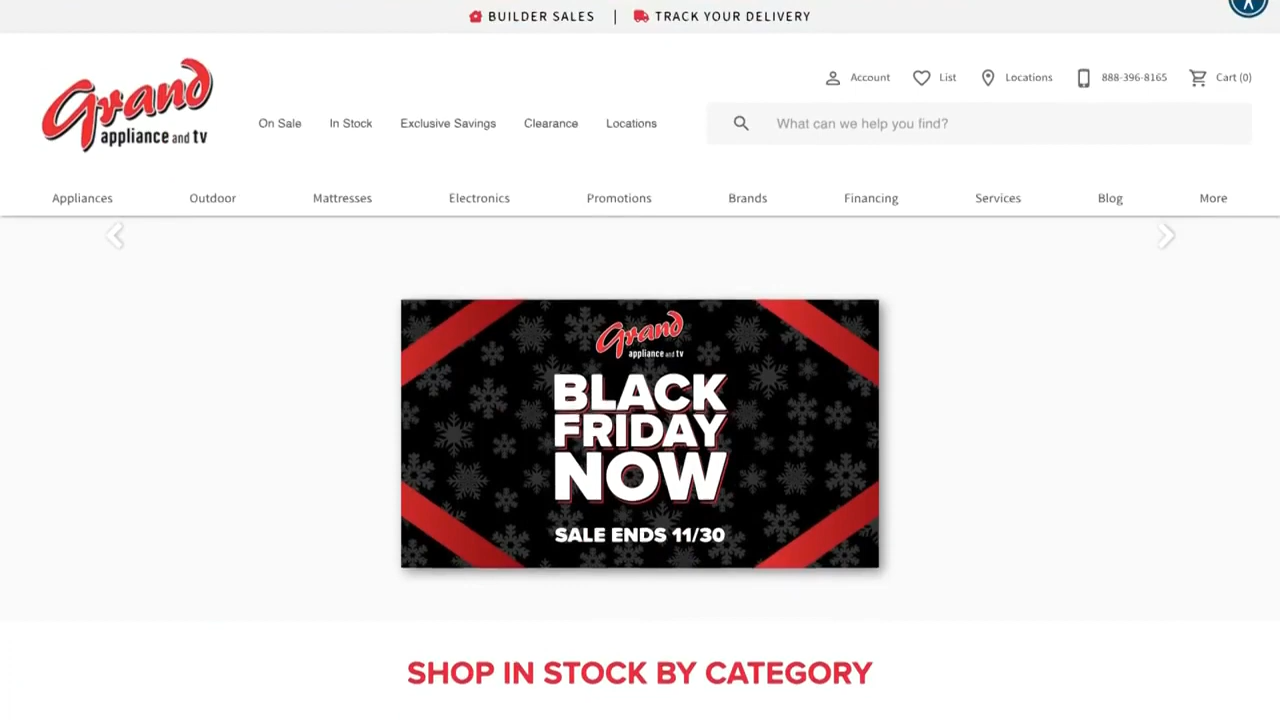 BUILDER SALES | TRACK YOUR DELIVERY
Account List Locations 888-396-8165 Cart (0)
Grand
appliance and tv
On Sale In Stock Exclusive Savings Clearance Locations
What can we help you find?
Appliances Outdoor Mattresses Electronics Promotions Brands Financing Services Blog More
Grand
appliance and tv
BLACK
FRIDAY
NOW
SALE ENDS 11/30
SHOP IN STOCK BY CATEGORY